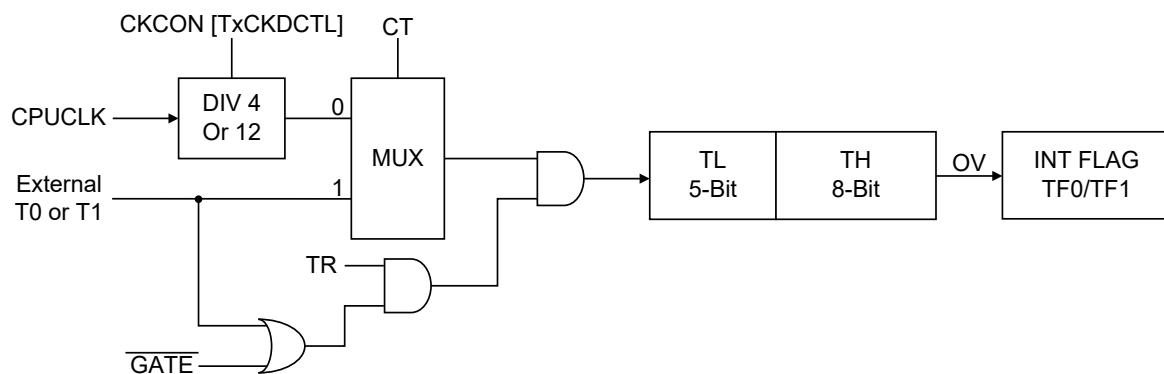 CKCON [TxCKDCTL]
CT
CPUCLK
DIV 4
Or 12
0
MUX
External
T0 or T1
1
TL
5-Bit
TH
8-Bit
OV
INT FLAG
TF0/TF1
TR
GATE